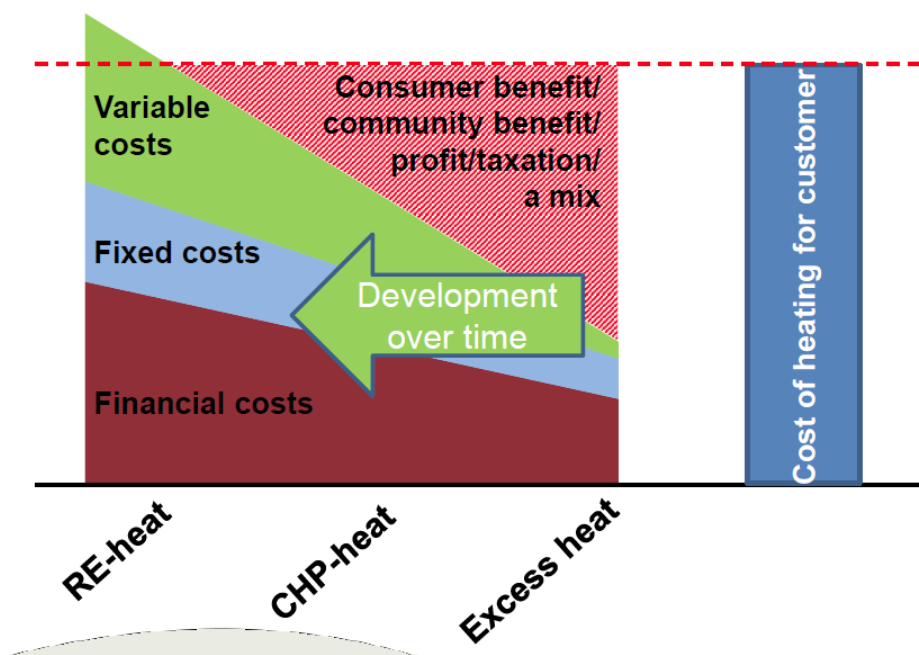 Variable
costs
Consumer benefit/
community benefit/
profit/taxation/
a mix
Fixed costs
Development
over time
Financial costs
Cost of heating for customer
RE-heat
CHP-heat
Excess heat